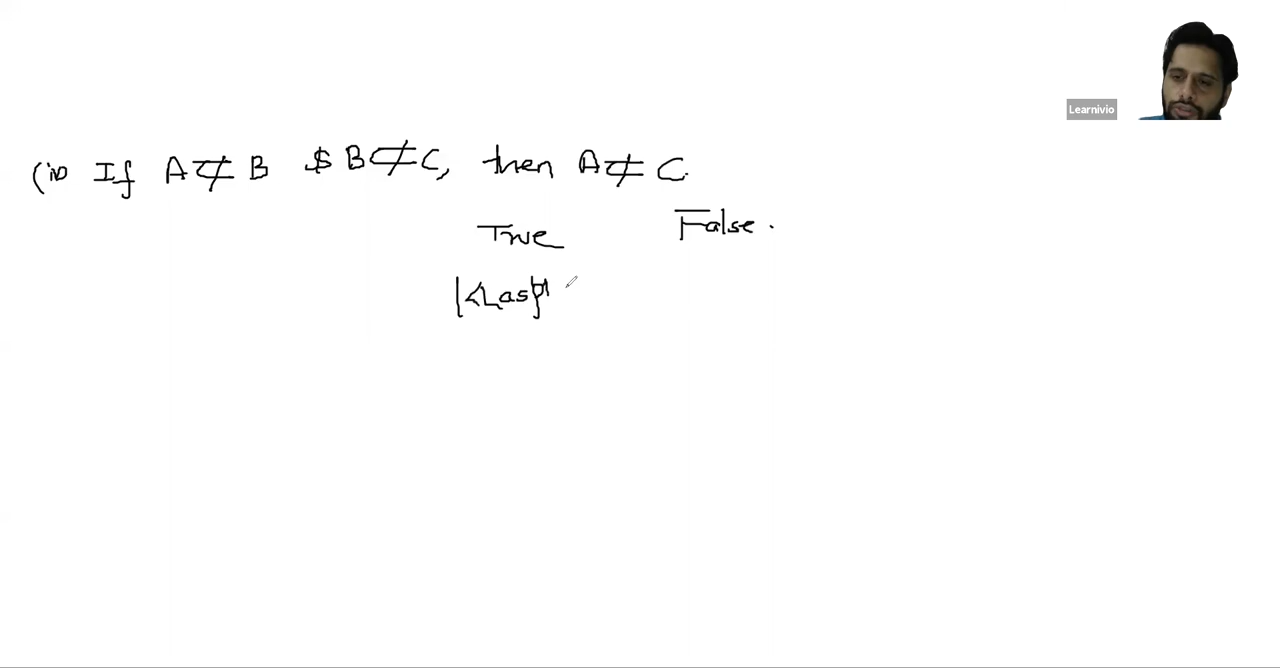 Learnivio
(iv) If A ⊄ B & B ⊄ C, then A ⊄ C.
True False.